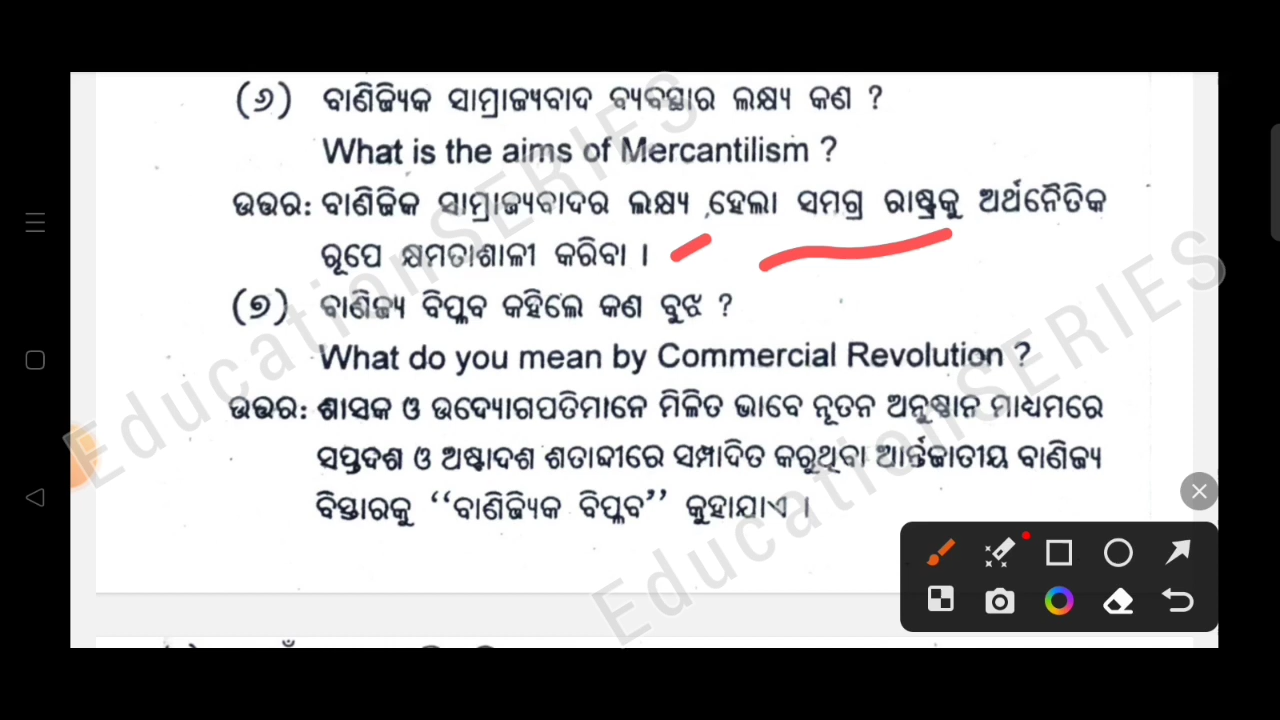 (୬) ବାଣିଜ୍ୟିକ ସାମ୍ରାଜ୍ୟବାଦ ବ୍ୟବସ୍ଥାର ଲକ୍ଷ୍ୟ କଣ ?
What is the aims of Mercantilism ?
ଉତ୍ତର: ବାଣିଜ୍ୟିକ ସାମ୍ରାଜ୍ୟବାଦର ଲକ୍ଷ୍ୟ ହେଲା ସମଗ୍ର ରାଷ୍ଟ୍ରକୁ ଅର୍ଥନୈତିକ
ରୂପେ କ୍ଷମତାଶାଳୀ କରିବା ।
(୭) ବାଣିଜ୍ୟ ବିପ୍ଳବ କହିଲେ କଣ ବୁଝ ?
What do you mean by Commercial Revolution ?
ଉତ୍ତର: ଶାସକ ଓ ଉଦ୍ୟୋଗପତିମାନେ ମିଳିତ ଭାବେ ନୂତନ ଅନୁଷ୍ଠାନ ମାଧ୍ୟମରେ
ସପ୍ତଦଶ ଓ ଅଷ୍ଟାଦଶ ଶତାବ୍ଦୀରେ ସମ୍ପାଦିତ କରୁଥିବା ଆର୍ନ୍ତଜାତୀୟ ବାଣିଜ୍ୟ
ବିସ୍ତାରକୁ ‘‘ବାଣିଜ୍ୟିକ ବିପ୍ଳବ’’ କୁହାଯାଏ ।
EducationSERIES
EducationSERIES